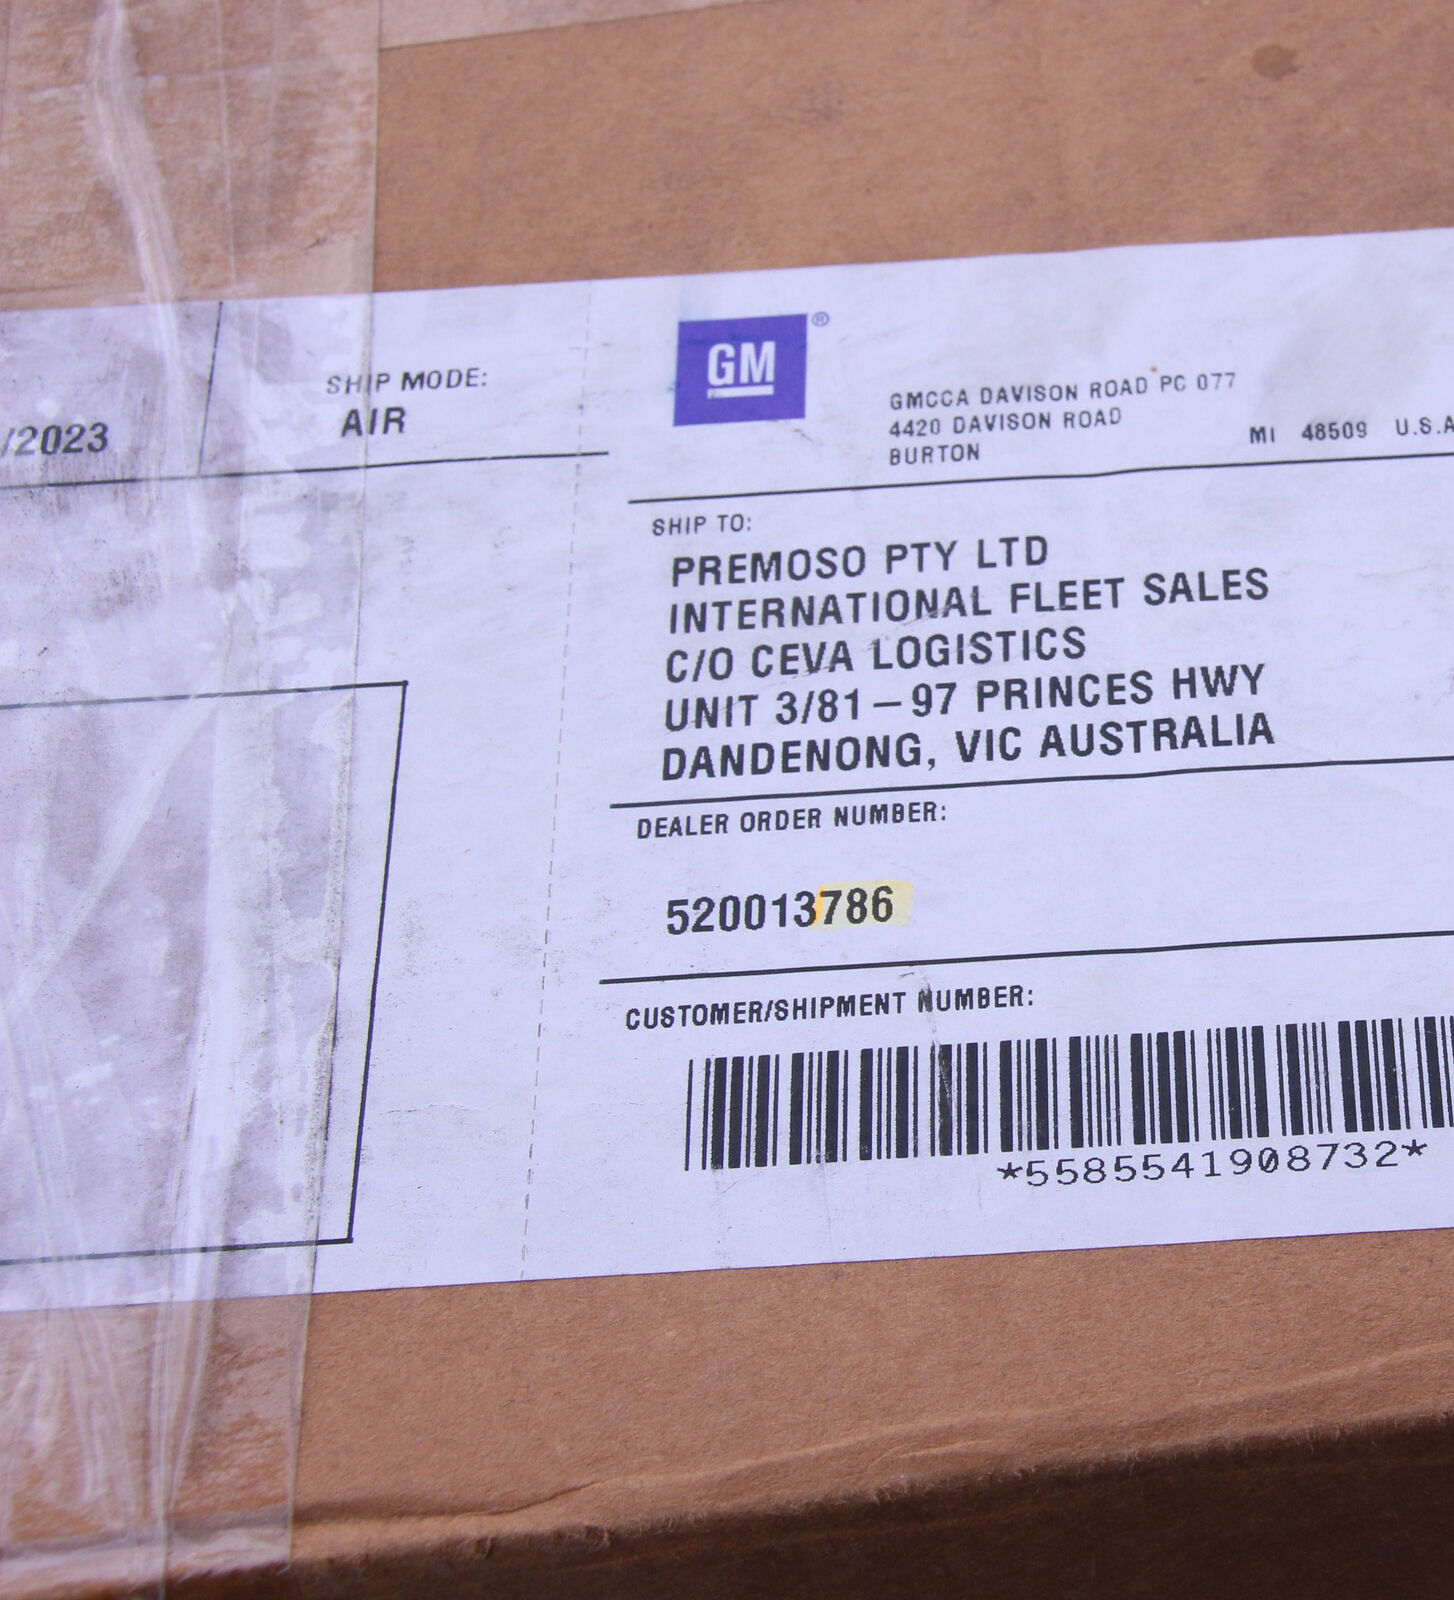 /2023
SHIP MODE:
AIR
GM®
GMCCA DAVISON ROAD PC 077
4420 DAVISON ROAD
BURTON MI 48509 U.S.A
SHIP TO:
PREMOSO PTY LTD
INTERNATIONAL FLEET SALES
C/O CEVA LOGISTICS
UNIT 3/81-97 PRINCES HWY
DANDENONG, VIC AUSTRALIA
DEALER ORDER NUMBER:
520013786
CUSTOMER/SHIPMENT NUMBER:
*5585541908732*